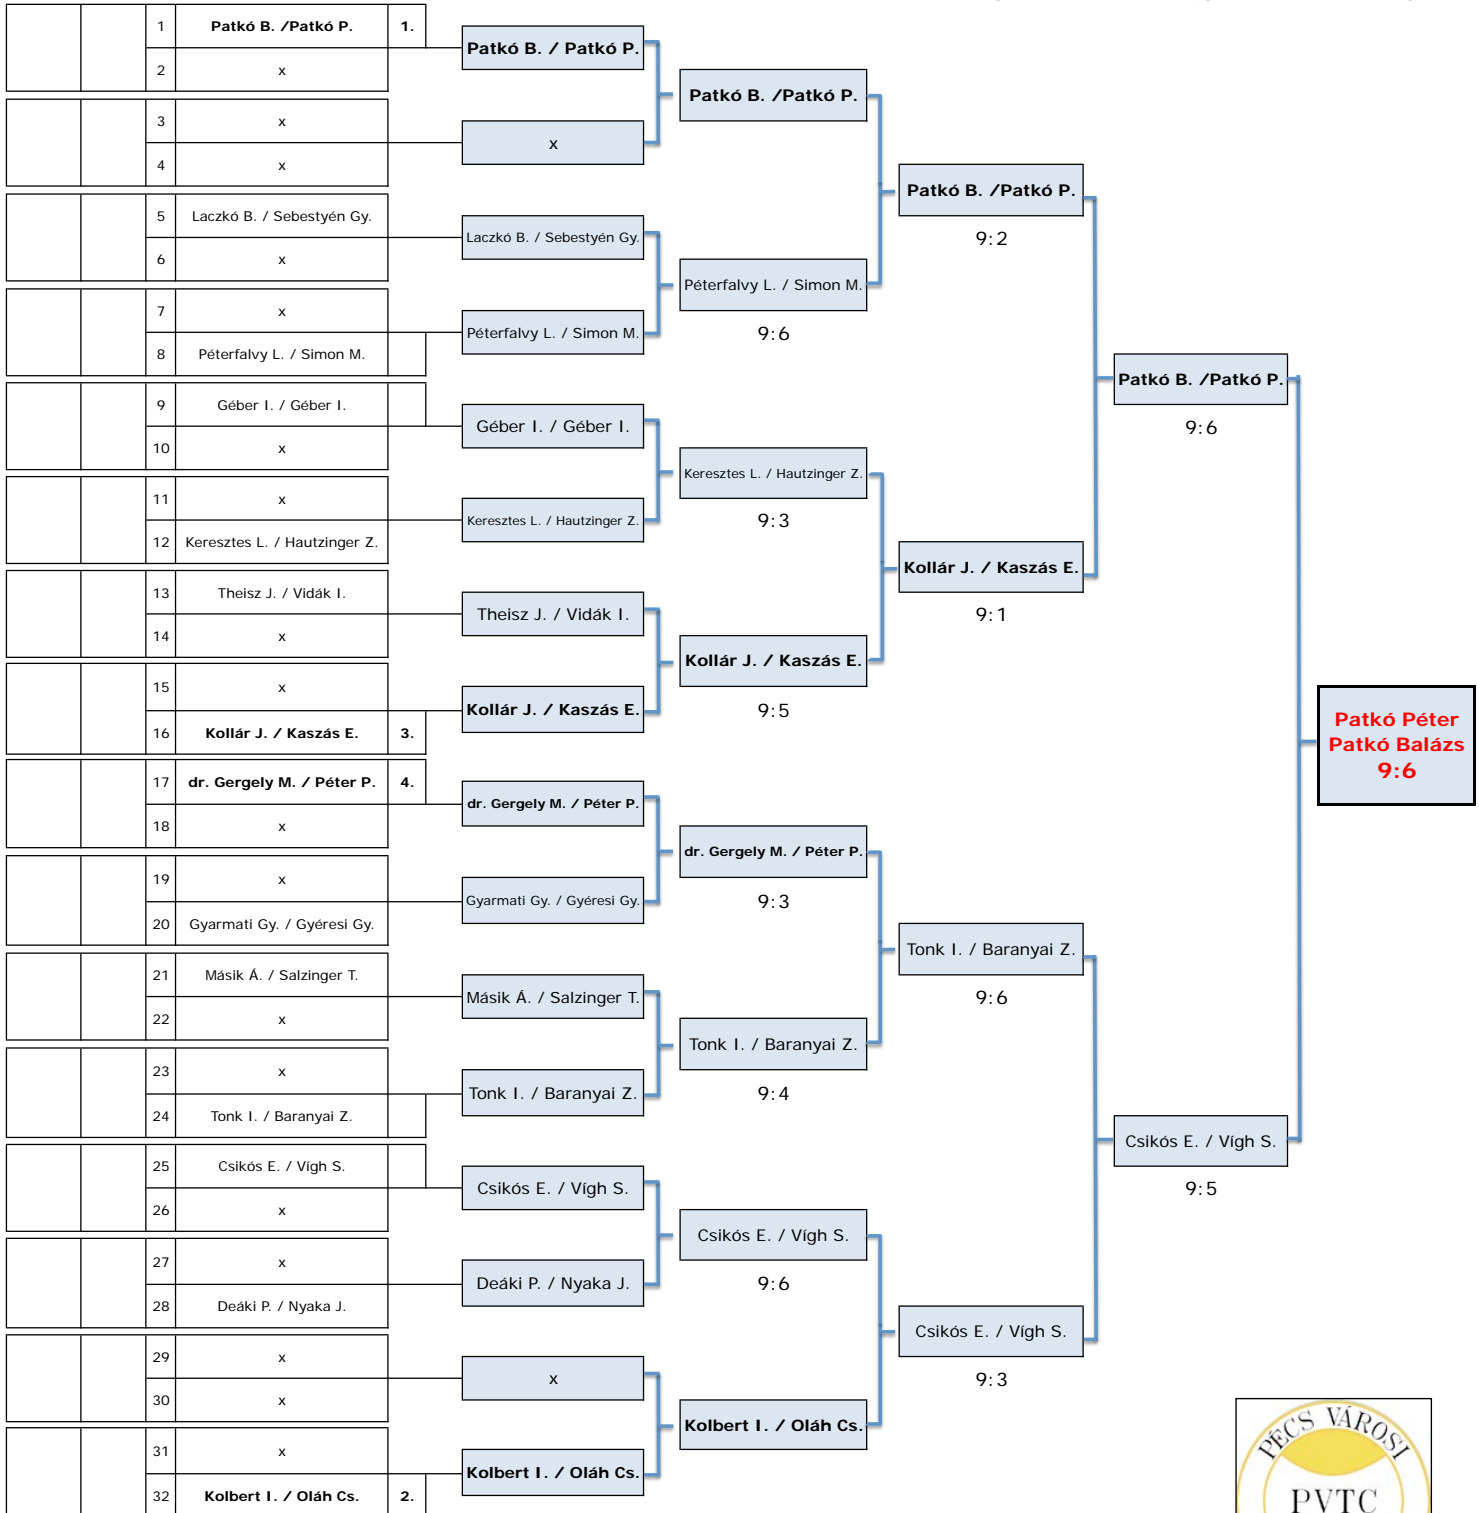 1 Patkó B. /Patkó P. 1.
2 x
3 x
4 x
5 Laczkó B. / Sebestyén Gy.
6 x
7 x
8 Péterfalvy L. / Simon M.
9 Géber I. / Géber I.
10 x
11 x
12 Keresztes L. / Hautzinger Z.
13 Theisz J. / Vidák I.
14 x
15 x
16 Kollár J. / Kaszás E. 3.
17 dr. Gergely M. / Péter P. 4.
18 x
19 x
20 Gyarmati Gy. / Gyéresi Gy.
21 Másik Á. / Salzinger T.
22 x
23 x
24 Tonk I. / Baranyai Z.
25 Csikós E. / Vígh S.
26 x
27 x
28 Deáki P. / Nyaka J.
29 x
30 x
31 x
32 Kolbert I. / Oláh Cs. 2.
Patkó B. / Patkó P.
x
Laczkó B. / Sebestyén Gy.
Péterfalvy L. / Simon M.
Géber I. / Géber I.
Keresztes L. / Hautzinger Z.
Theisz J. / Vidák I.
Kollár J. / Kaszás E.
dr. Gergely M. / Péter P.
Gyarmati Gy. / Gyéresi Gy.
Másik Á. / Salzinger T.
Tonk I. / Baranyai Z.
Csikós E. / Vígh S.
Deáki P. / Nyaka J.
x
Kolbert I. / Oláh Cs.
Patkó B. /Patkó P.
Péterfalvy L. / Simon M.
9:6
Keresztes L. / Hautzinger Z.
9:3
Kollár J. / Kaszás E.
9:5
dr. Gergely M. / Péter P.
9:3
Tonk I. / Baranyai Z.
9:4
Csikós E. / Vígh S.
9:6
Kolbert I. / Oláh Cs.
Patkó B. /Patkó P.
9:2
Kollár J. / Kaszás E.
9:1
Tonk I. / Baranyai Z.
9:6
Csikós E. / Vígh S.
9:3
Patkó B. /Patkó P.
9:6
Csikós E. / Vígh S.
9:5
Patkó Péter
Patkó Balázs
9:6
PÉCS VÁROSI
PVTC